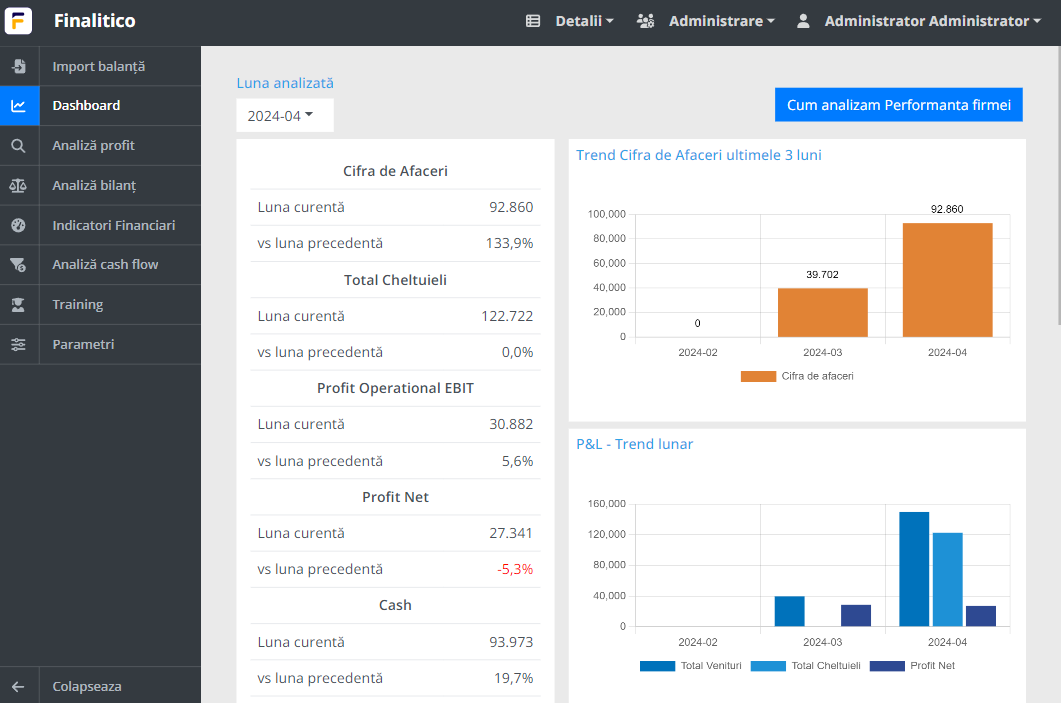 Finalitico
Detalii
Administrare
Administrator Administrator
Import balanță
Dashboard
Analiză profit
Analiză bilanț
Indicatori Financiari
Analiză cash flow
Training
Parametri
Colapseaza
Luna analizată
2024-04
Cum analizam Performanta firmei
Cifra de Afaceri
Luna curentă 92.860
vs luna precedentă 133,9%
Total Cheltuieli
Luna curentă 122.722
vs luna precedentă 0,0%
Profit Operational EBIT
Luna curentă 30.882
vs luna precedentă 5,6%
Profit Net
Luna curentă 27.341
vs luna precedentă -5,3%
Cash
Luna curentă 93.973
vs luna precedentă 19,7%
Trend Cifra de Afaceri ultimele 3 luni
92.860
100,000
80,000
39.702
60,000
40,000
20,000
0
0
2024-02 2024-03 2024-04
Cifra de afaceri
P&L - Trend lunar
160,000
120,000
80,000
40,000
0
2024-02 2024-03 2024-04
Total Venituri Total Cheltuieli Profit Net